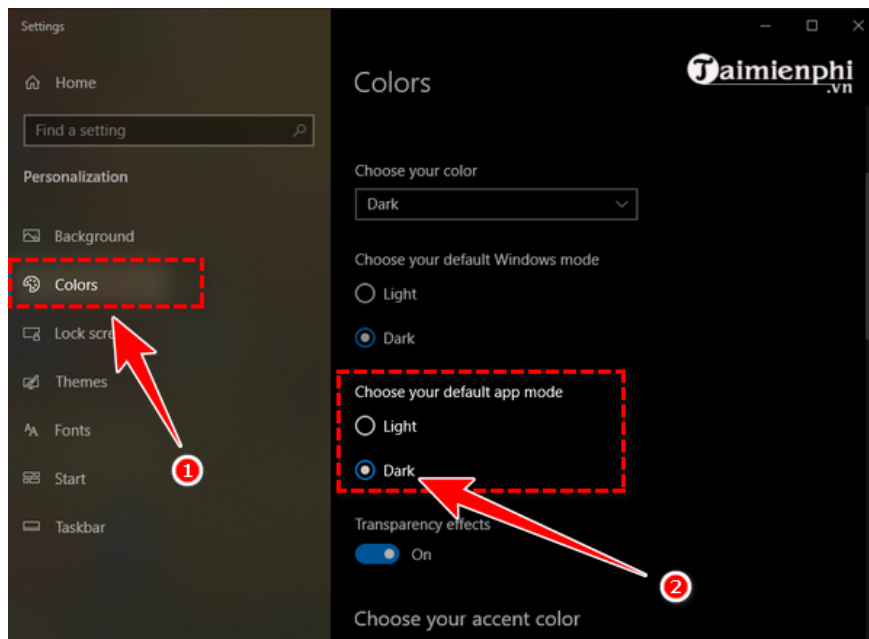 Settings
Home
Find a setting
Personalization
Background
Colors
Lock scre
Themes
Fonts
Start
Taskbar
1
Taimienphi
.vn
Colors
Choose your color
Dark
Choose your default Windows mode
Light
Dark
Choose your default app mode
Light
Dark
Transparency effects
On
2
Choose your accent color